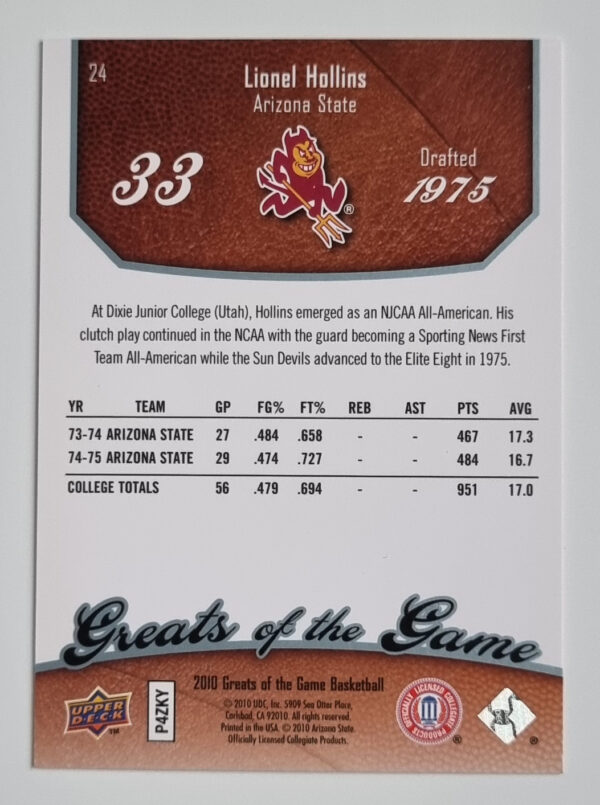 24
Lionel Hollins
Arizona State
33
Drafted
1975
®
At Dixie Junior College (Utah), Hollins emerged as an NJCAA All-American. His
clutch play continued in the NCAA with the guard becoming a Sporting News First
Team All-American while the Sun Devils advanced to the Elite Eight in 1975.
YR TEAM GP FG% FT% REB AST PTS AVG
73-74 ARIZONA STATE 27 .484 .658 - - 467 17.3
74-75 ARIZONA STATE 29 .474 .727 - - 484 16.7
COLLEGE TOTALS 56 .479 .694 - - 951 17.0
Greats of the Game
2010 Greats of the Game Basketball
© 2010 UDC, Inc. 5909 Sea Otter Place,
Carlsbad, CA 92010. All rights reserved.
Printed in the USA. © 2010 Arizona State.
Officially Licensed Collegiate Products.
UPPER
DECK
TM
P4ZKY
OFFICIALLY LICENSED COLLEGIATE PRODUCTS
®
®